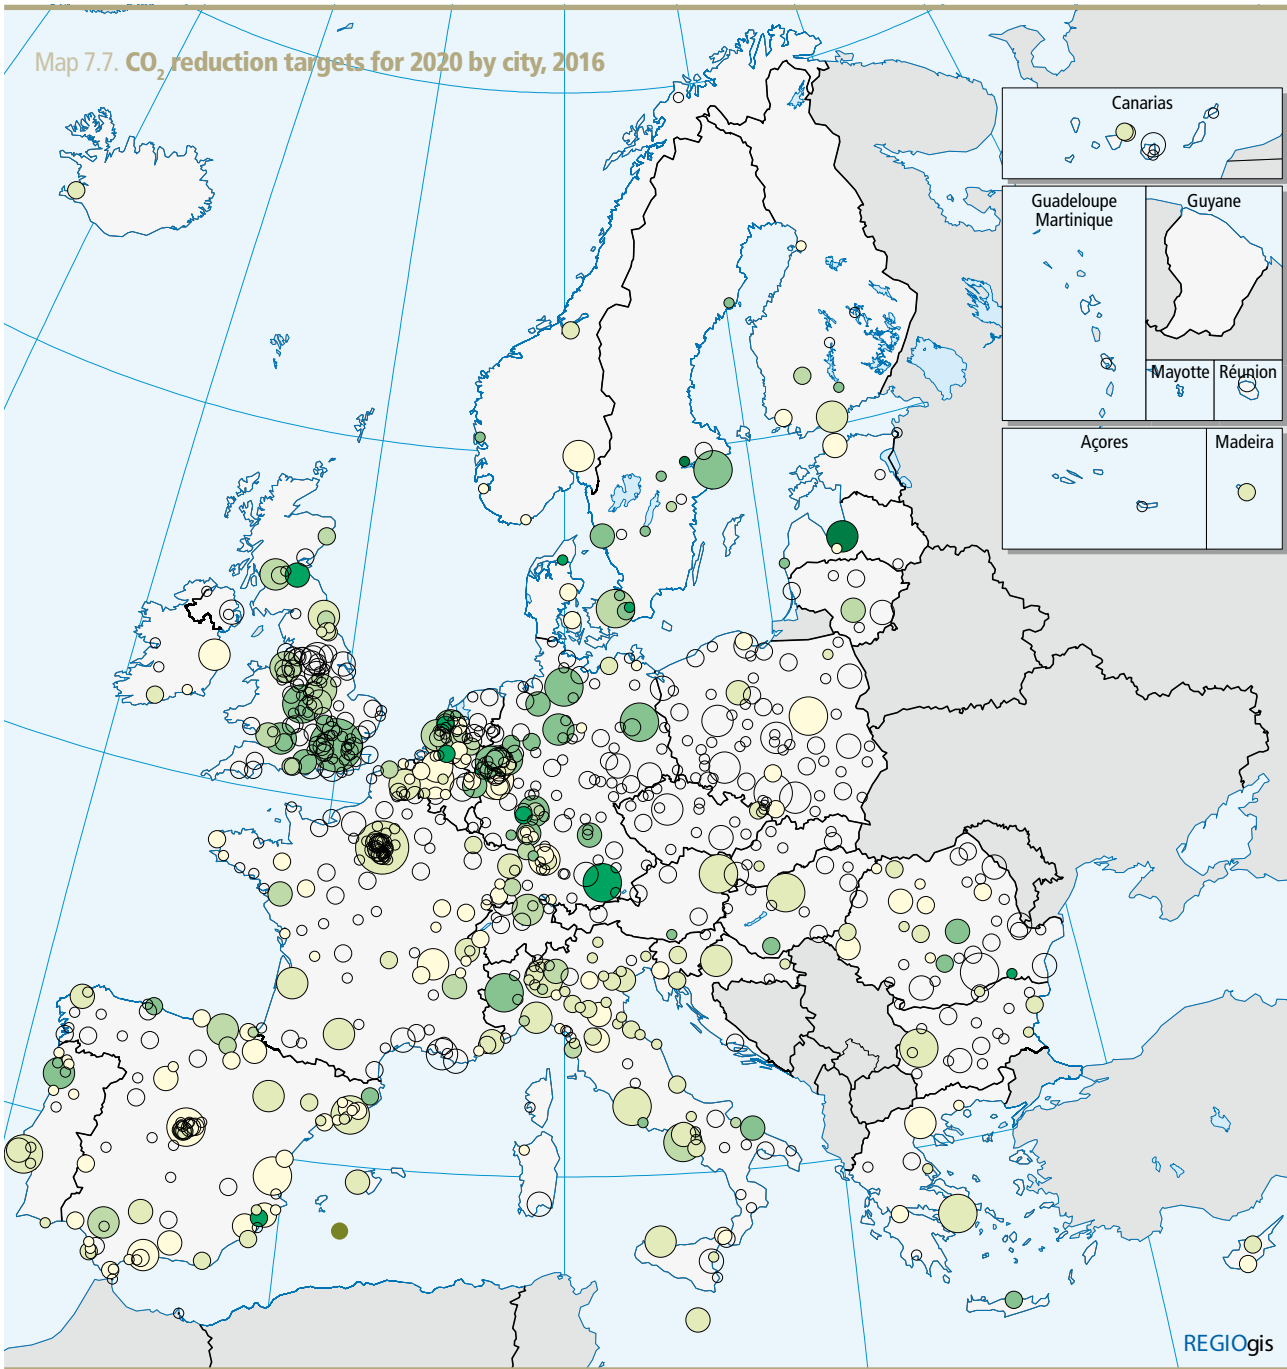 Map 7.7. CO₂ reduction targets for 2020 by city, 2016
Canarias
Guadeloupe
Martinique
Guyane
Mayotte
Réunion
Açores
Madeira
REGIOgis